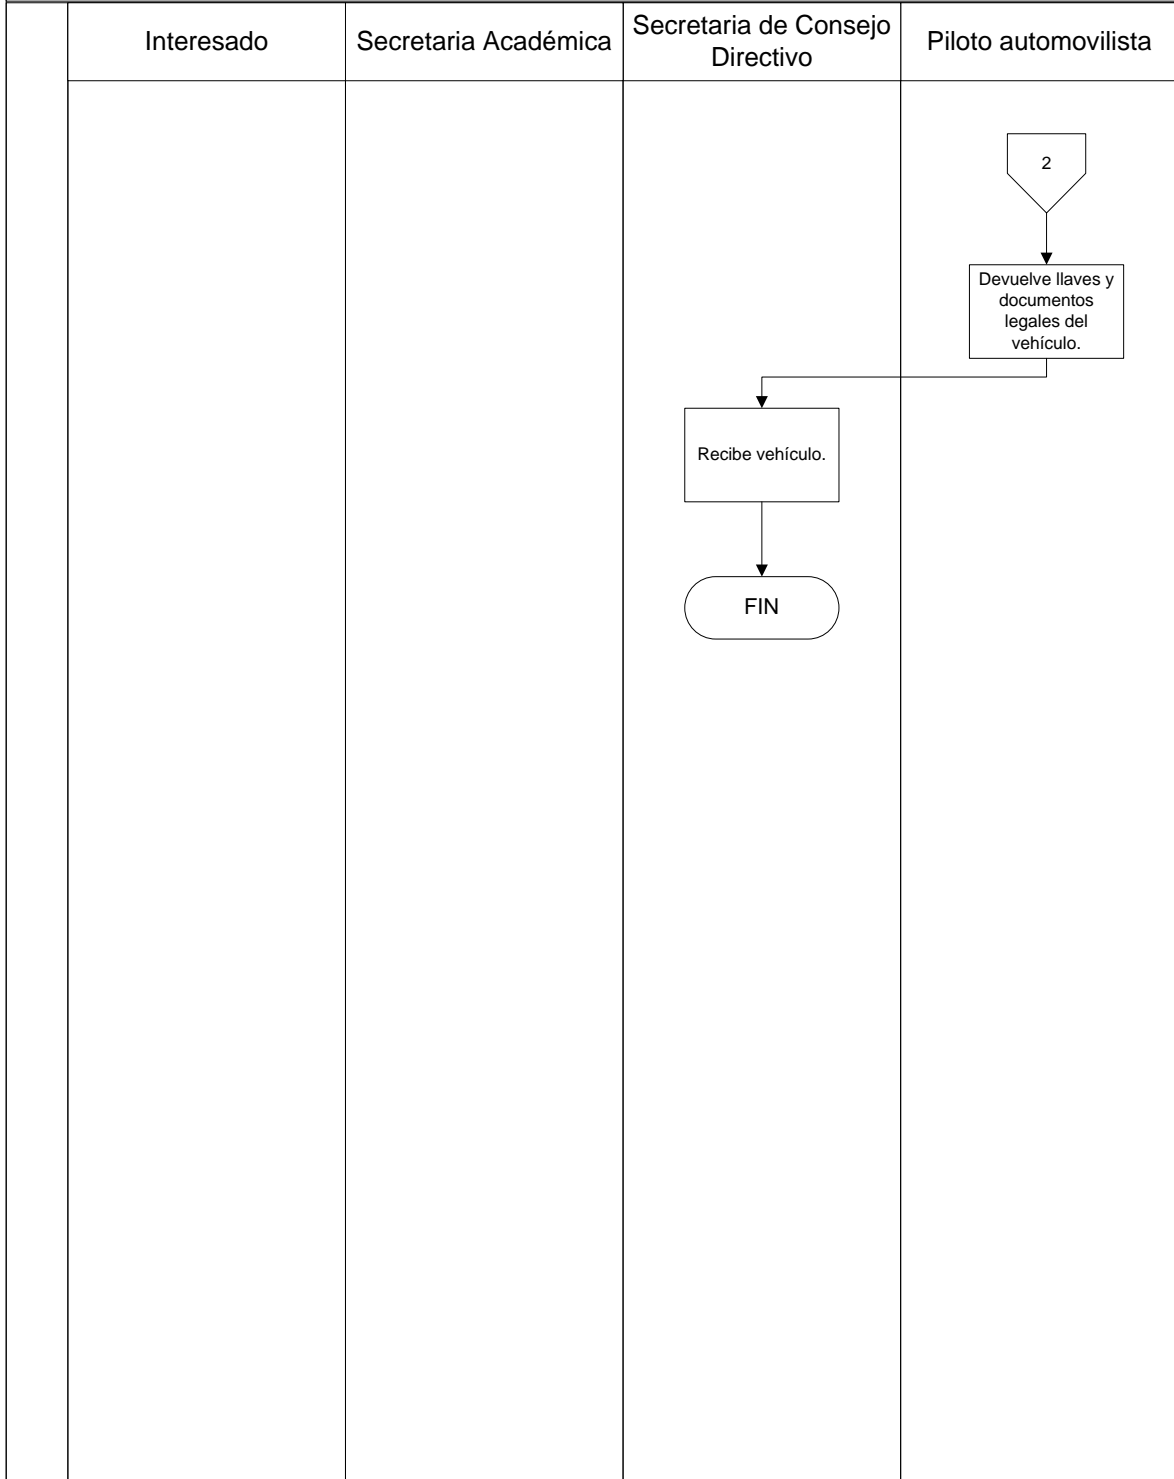 Interesado
Secretaria Académica
Secretaria de Consejo
Directivo
Piloto automovilista
2
Devuelve llaves y
documentos
legales del
vehículo.
Recibe vehículo.
FIN